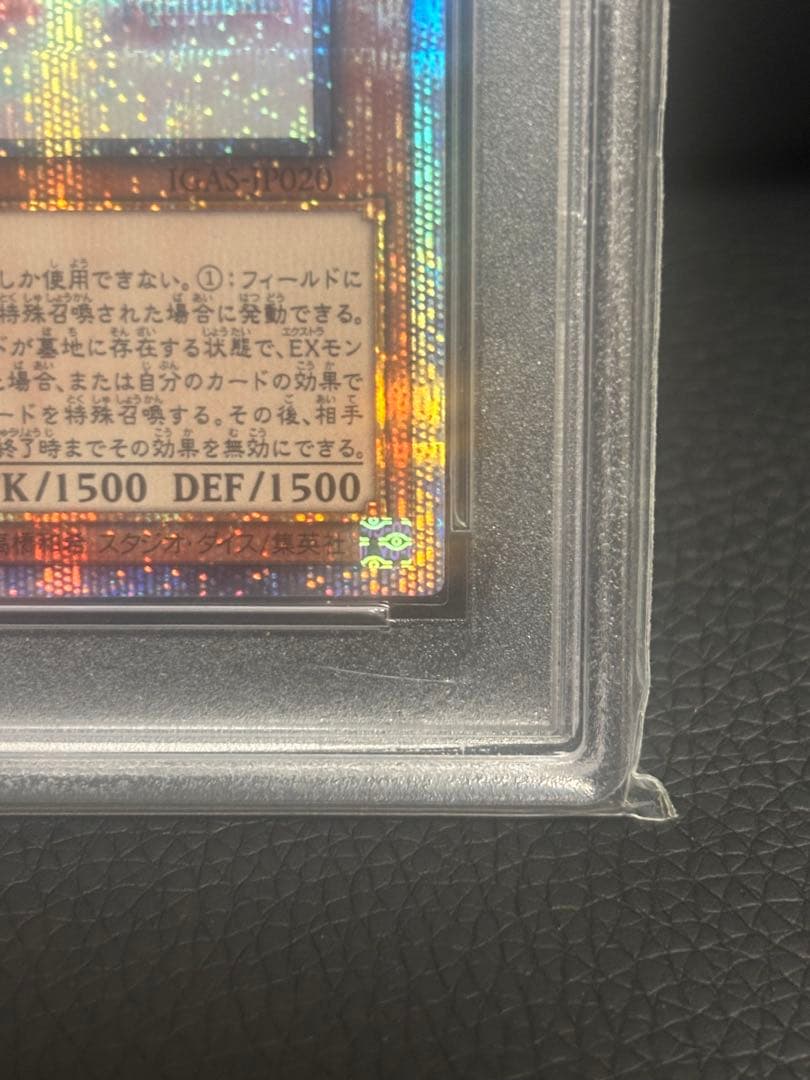 IGAS-JP020
しか使用できない。①：フィールドに
特殊召喚された場合に発動できる。
ドが墓地に存在する状態で、EXモン
場合、または自分のカードの効果で
ードを特殊召喚する。その後、相手
終了時までその効果を無効にできる。
K/1500 DEF/1500
高橋和希 スタジオ・ダイス/集英社